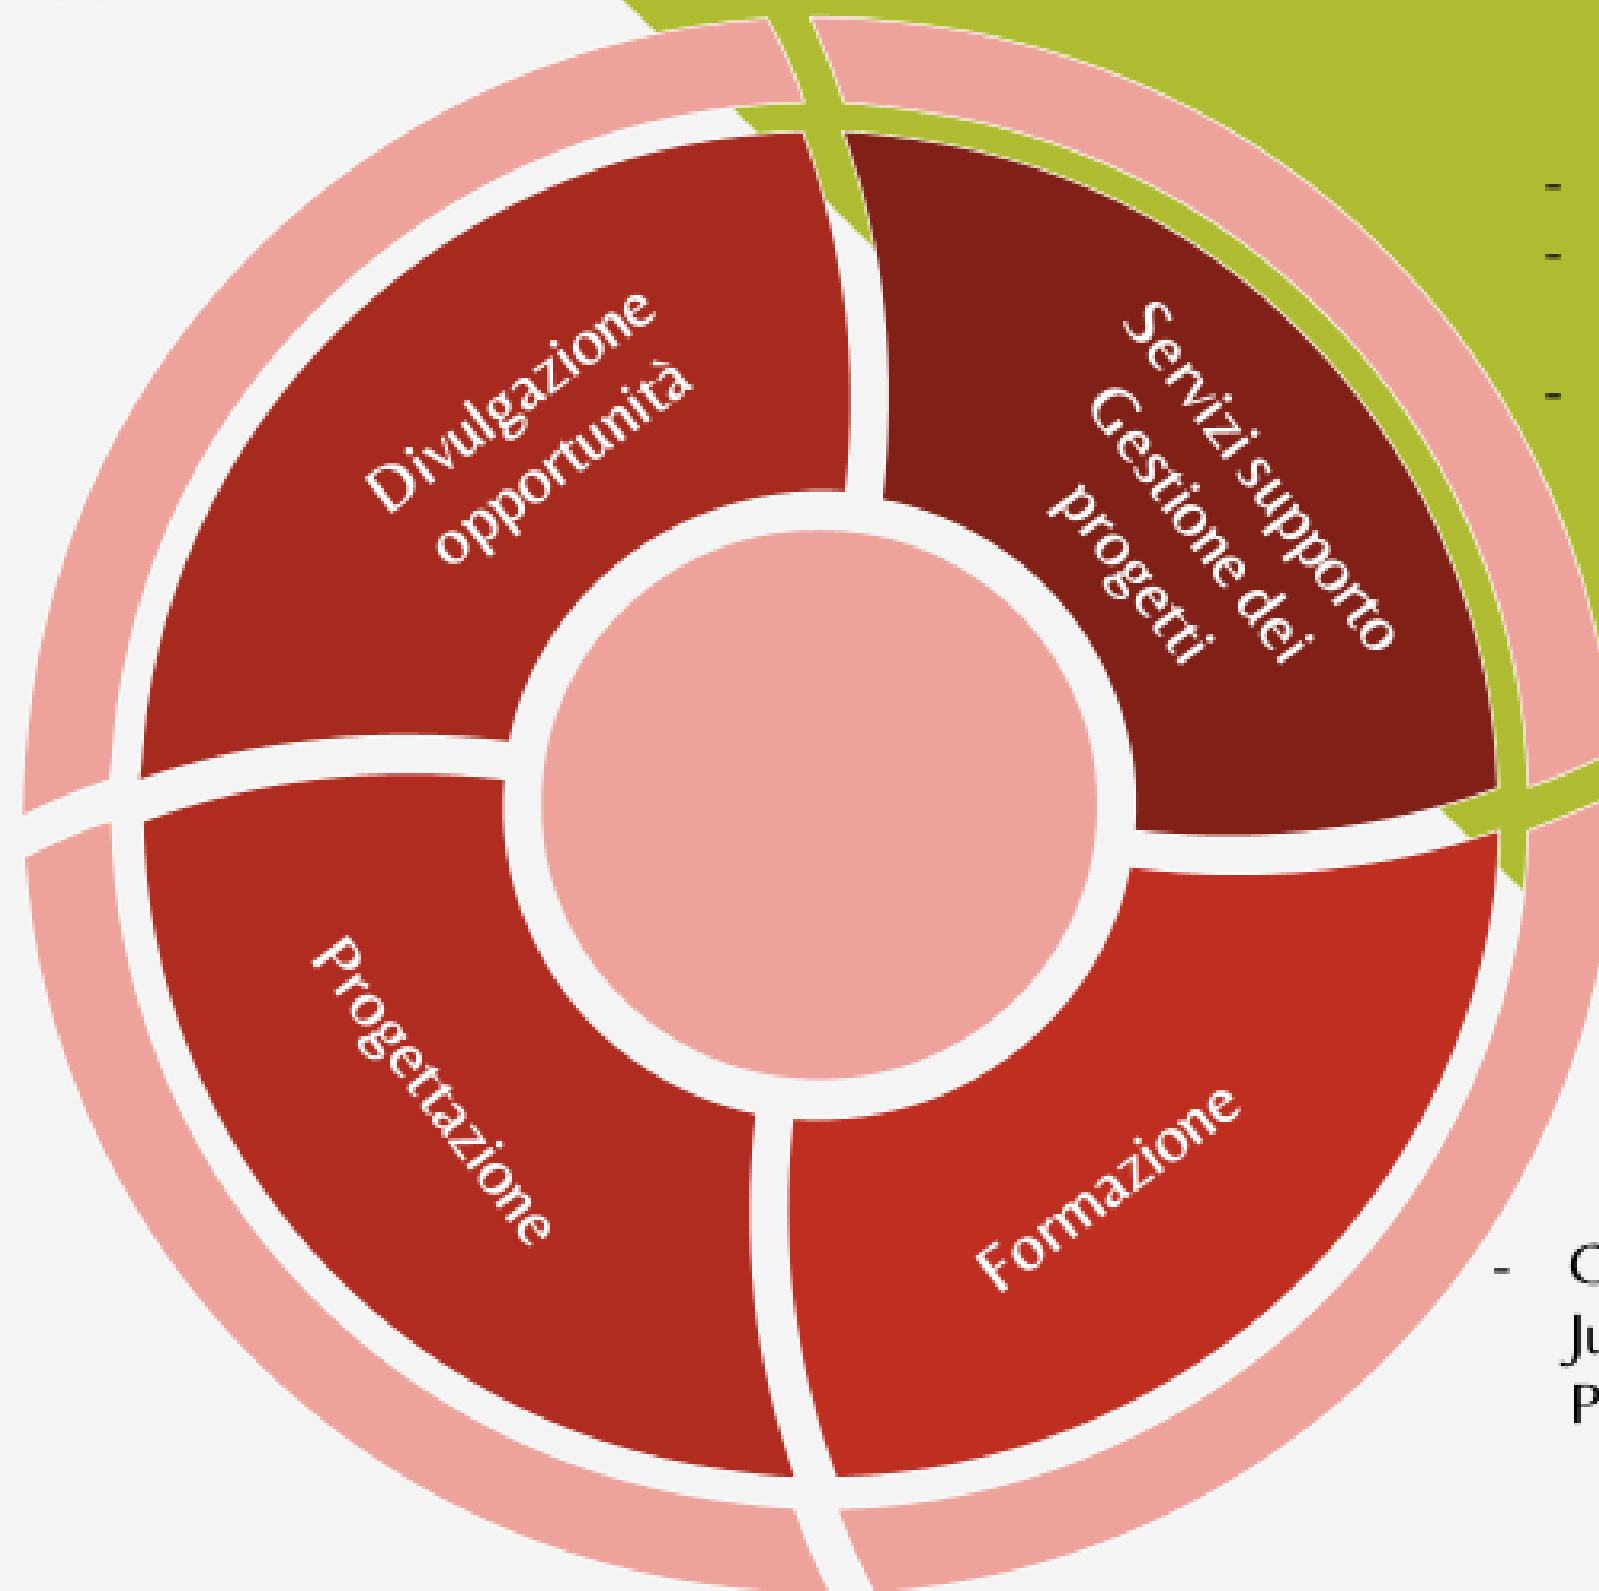 Divulgazione
opportunità
Servizi supporto
Gestione dei
progetti
Progettazione
Formazione
-
-
-
-